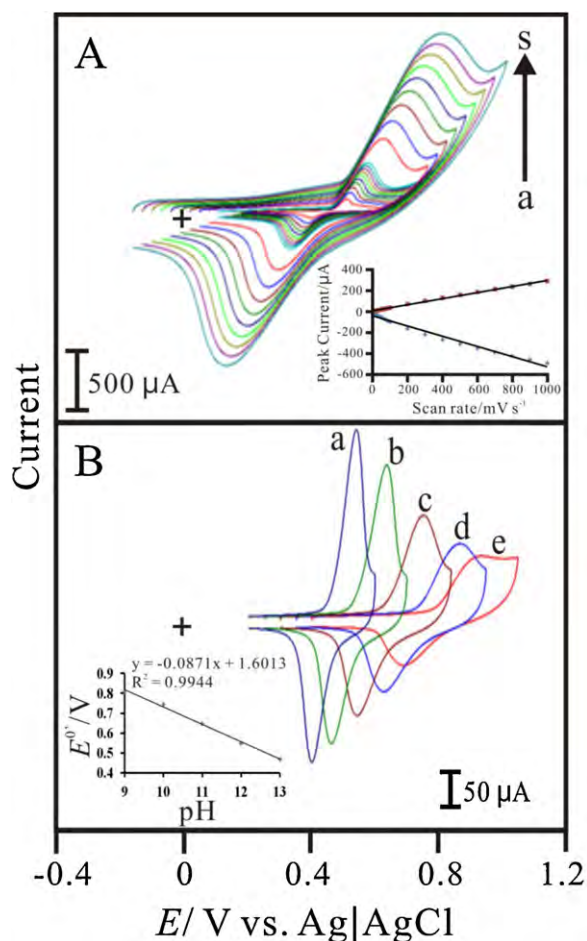 A
s
a
+
500 µA
Peak Current/µA
400
200
0
-200
-400
-600
0 200 400 600 800 1000
Scan rate/mV s⁻¹
Current
B
a
b
c
d
e
+
y = -0.0871x + 1.6013
R² = 0.9944
E⁰'/V
0.9
0.8
0.7
0.6
0.5
0.4
9 10 11 12 13
pH
50 µA
-0.4 0 0.4 0.8 1.2
E/ V vs. Ag|AgCl